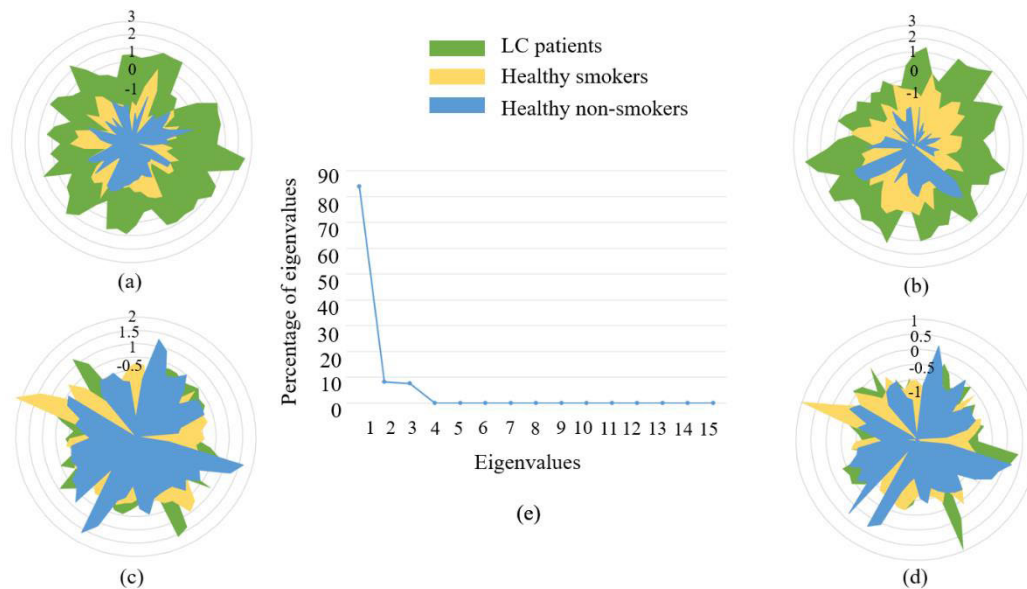 3
2
1
0
-1
(a)
LC patients
Healthy smokers
Healthy non-smokers
3
2
1
0
-1
(b)
Percentage of eigenvalues
90
80
70
60
50
40
30
20
10
0
1 2 3 4 5 6 7 8 9 10 11 12 13 14 15
Eigenvalues
(e)
2
1.5
1
-0.5
(c)
1
0.5
0
-0.5
-1
(d)